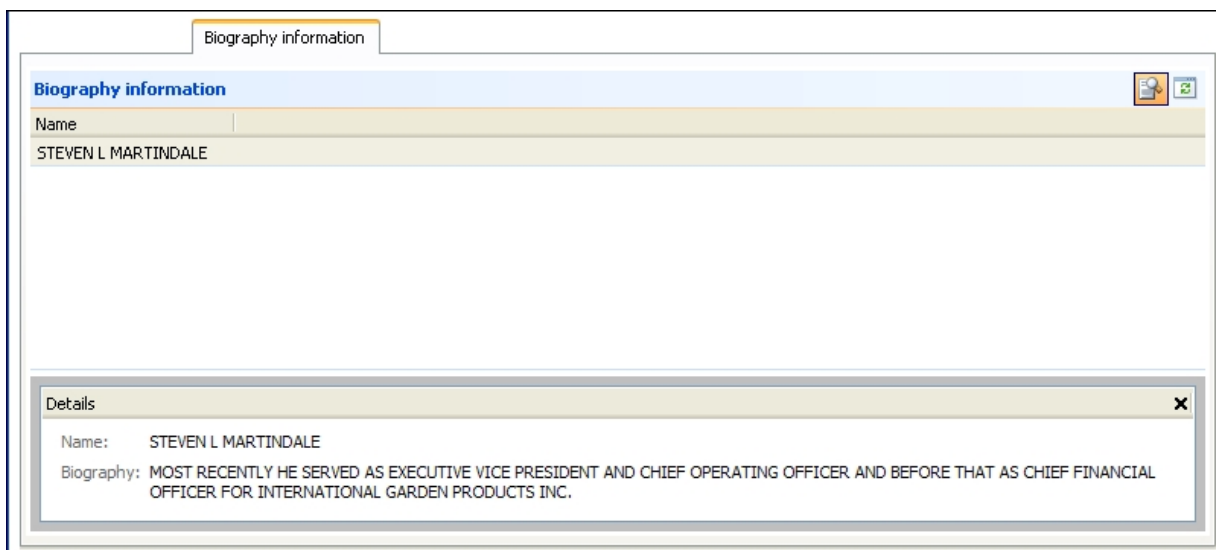 Biography information
Biography information
Name
STEVEN L MARTINDALE
Details
Name: STEVEN L MARTINDALE
Biography: MOST RECENTLY HE SERVED AS EXECUTIVE VICE PRESIDENT AND CHIEF OPERATING OFFICER AND BEFORE THAT AS CHIEF FINANCIAL
OFFICER FOR INTERNATIONAL GARDEN PRODUCTS INC.